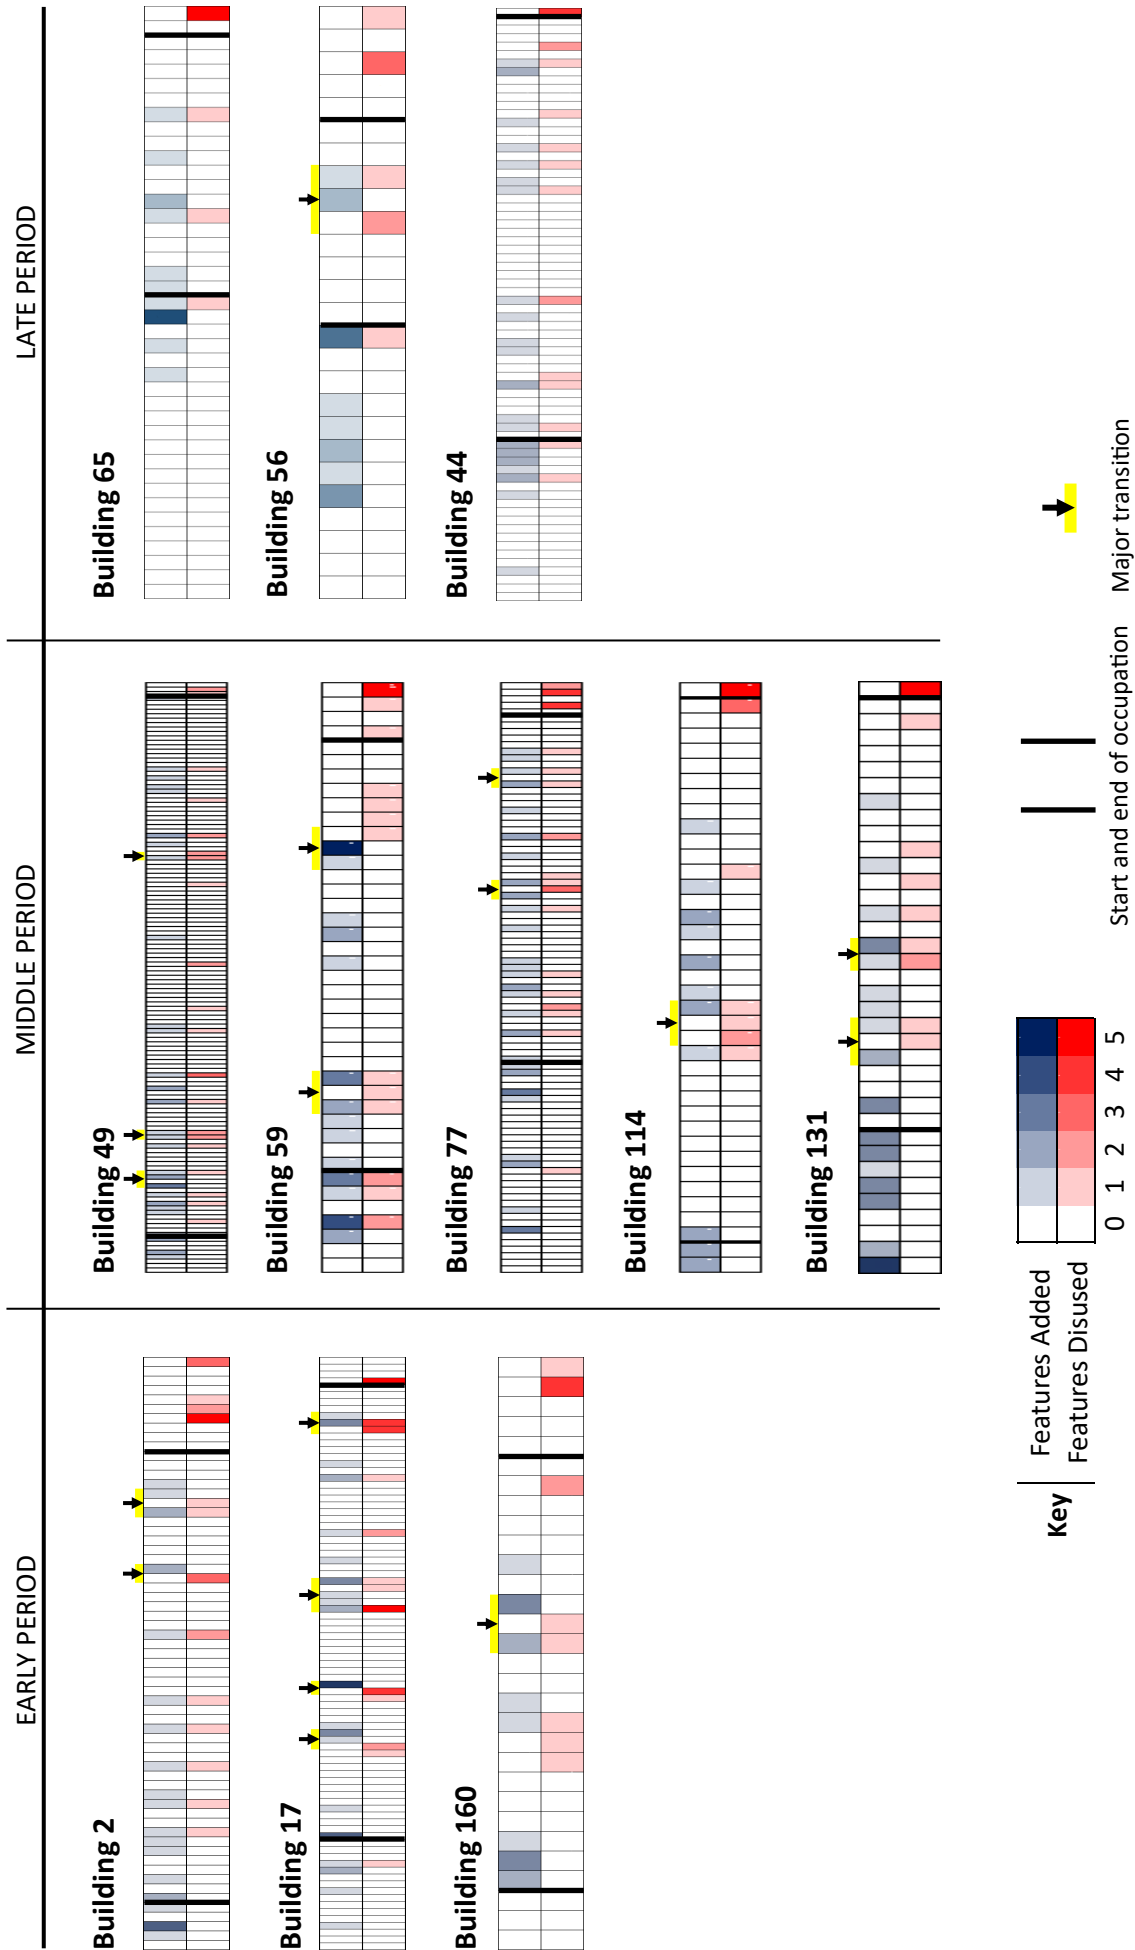 EARLY PERIOD
MIDDLE PERIOD
LATE PERIOD
Building 2
Building 17
Building 160
Building 49
Building 59
Building 77
Building 114
Building 131
Building 65
Building 56
Building 44
Key
Features Added
Features Disused
0 1 2 3 4 5
Start and end of occupation
Major transition